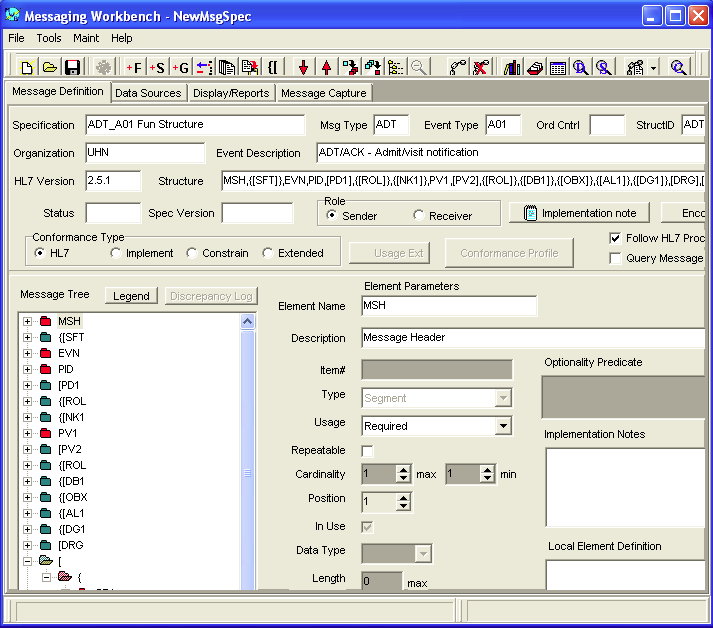 Messaging Workbench - NewMsgSpec
File Tools Maint Help
+F +S +G {[
Message Definition Data Sources Display/Reports Message Capture
Specification ADT_A01 Fun Structure Msg Type ADT Event Type A01 Ord Cntrl StructID ADT
Organization UHN Event Description ADT/ACK - Admit/visit notification
HL7 Version 2.5.1 Structure MSH,{[SFT]},EVN,PID,[PD1],{[ROL]},{[NK1]},PV1,[PV2],{[ROL]},{[DB1]},{[OBX]},{[AL1]},{[DG1]},[DRG],[
Status Spec Version Role Sender Receiver Implementation note Enco
Conformance Type
HL7 Implement Constrain Extended Usage Ext Conformance Profile
Follow HL7 Proc
Query Message
Message Tree Legend Discrepancy Log
MSH
{[SFT
EVN
PID
[PD1
{[ROL
{[NK1
PV1
[PV2
{[ROL
{[DB1
{[OBX
{[AL1
{[DG1
[DRG
[
{
Element Parameters
Element Name MSH
Description Message Header
Item#
Type Segment
Usage Required
Repeatable
Cardinality 1 max 1 min
Position 1
In Use
Data Type
Length 0 max
Optionality Predicate
Implementation Notes
Local Element Definition